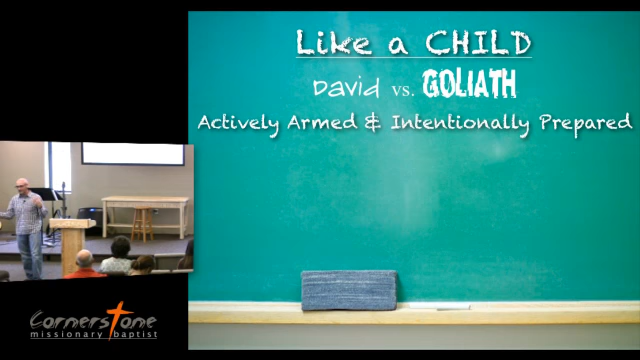 Like a CHILD
David vs. GOLIATH
Actively Armed & Intentionally Prepared
Cornerstone
missionary baptist